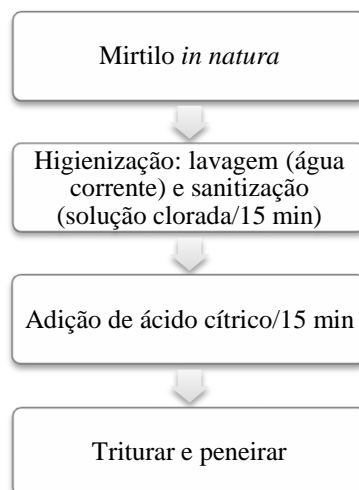 Mirtilo in natura
Higienização: lavagem (água
corrente) e sanitização
(solução clorada/15 min)
Adição de ácido cítrico/15 min
Triturar e peneirar